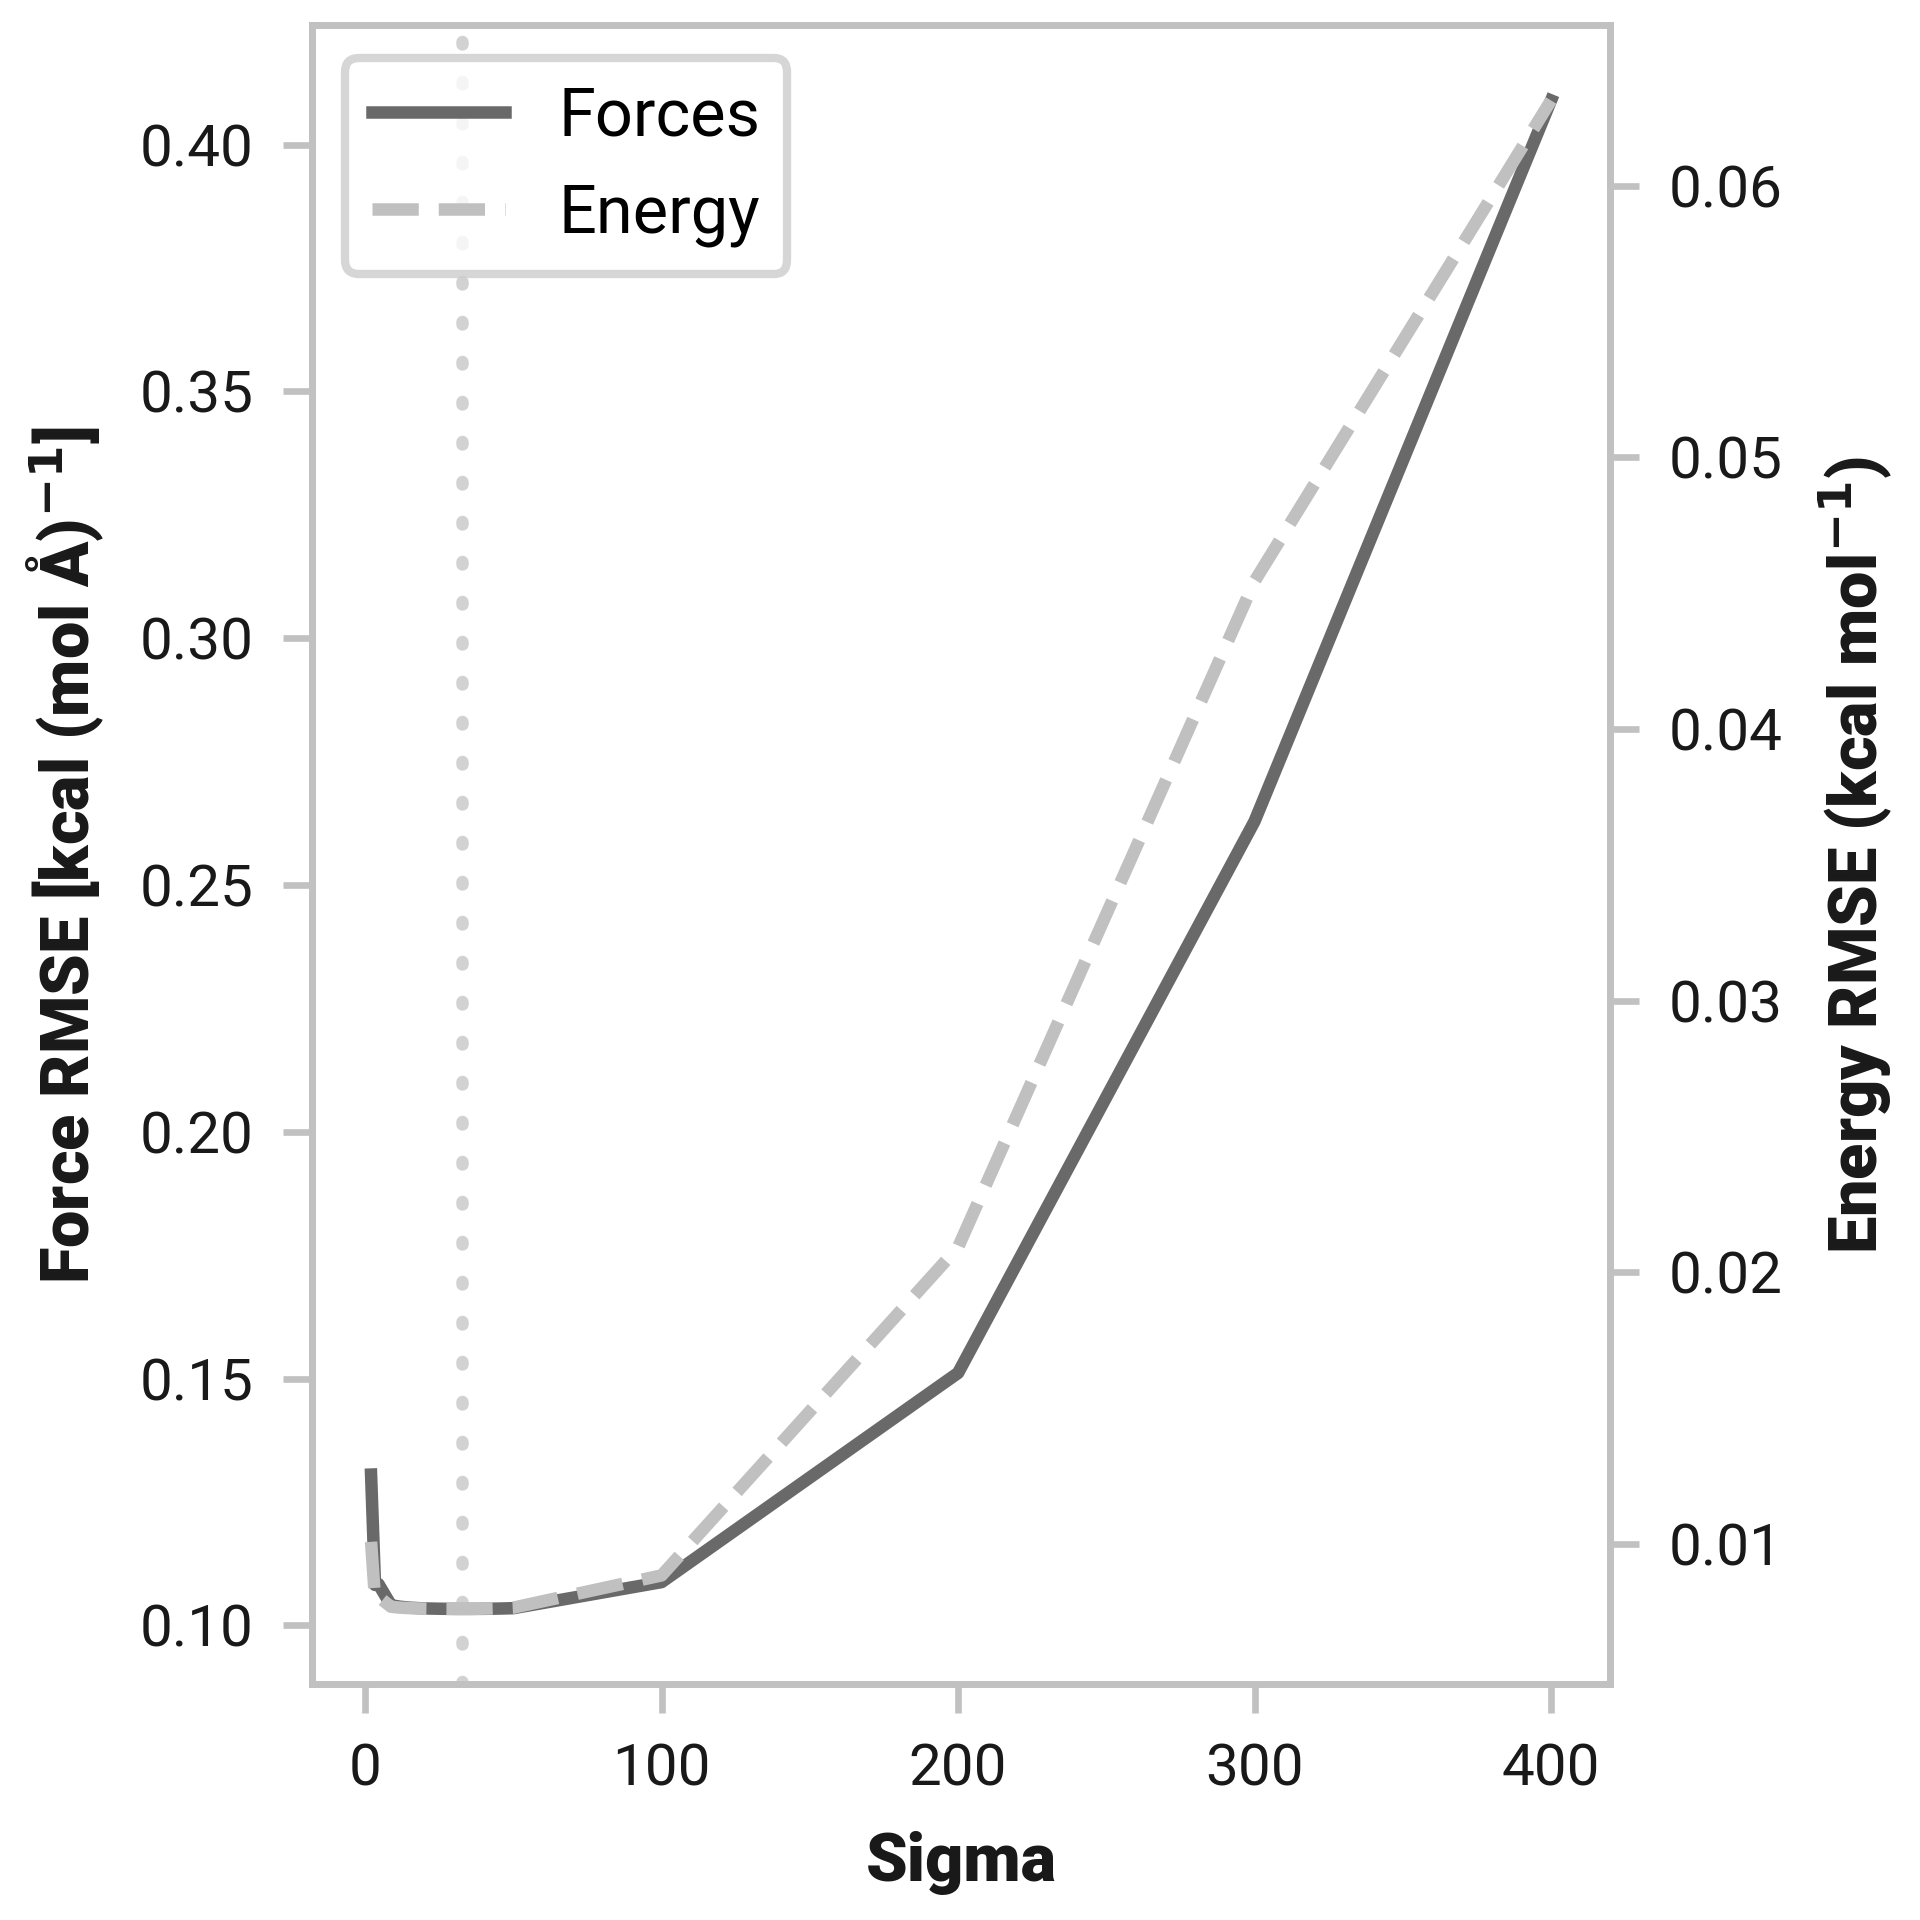 Forces
Energy
0.40
0.35
0.30
0.25
0.20
0.15
0.10
Force RMSE [kcal (mol Å)⁻¹]
0.06
0.05
0.04
0.03
0.02
0.01
Energy RMSE (kcal mol⁻¹)
0 100 200 300 400
Sigma